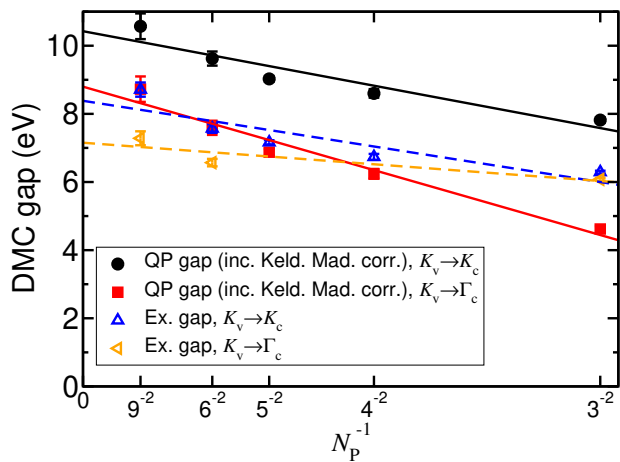 DMC gap (eV)
10
8
6
4
2
0
QP gap (inc. Keld. Mad. corr.), K_v→K_c
QP gap (inc. Keld. Mad. corr.), K_v→Γ_c
Ex. gap, K_v→K_c
Ex. gap, K_v→Γ_c
0 9^-2 6^-2 5^-2 4^-2 3^-2
N_P^-1